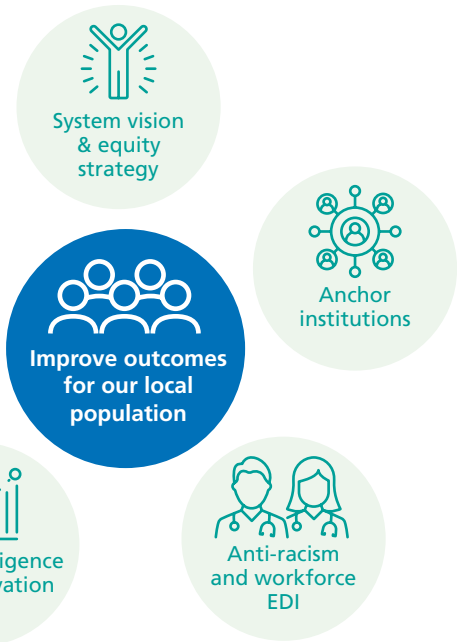 System vision
& equity
strategy
Anchor
institutions
Improve outcomes
for our local
population
Anti-racism
and workforce
EDI